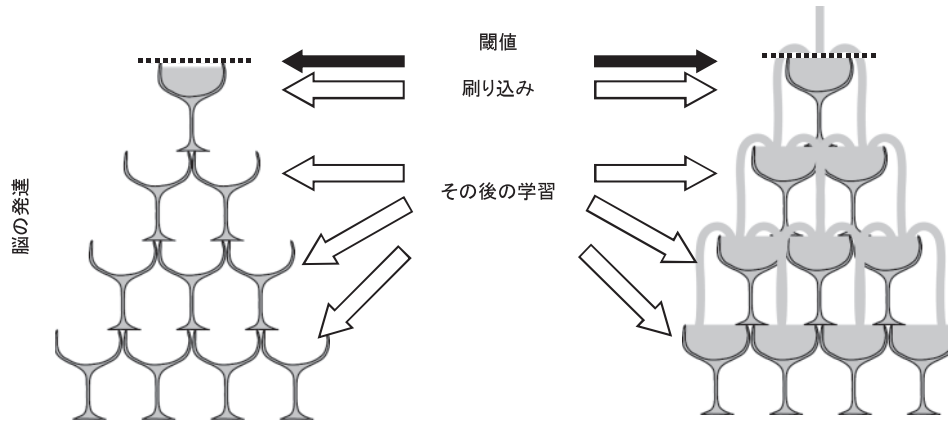 閾値
刷り込み
その後の学習
脳の発達